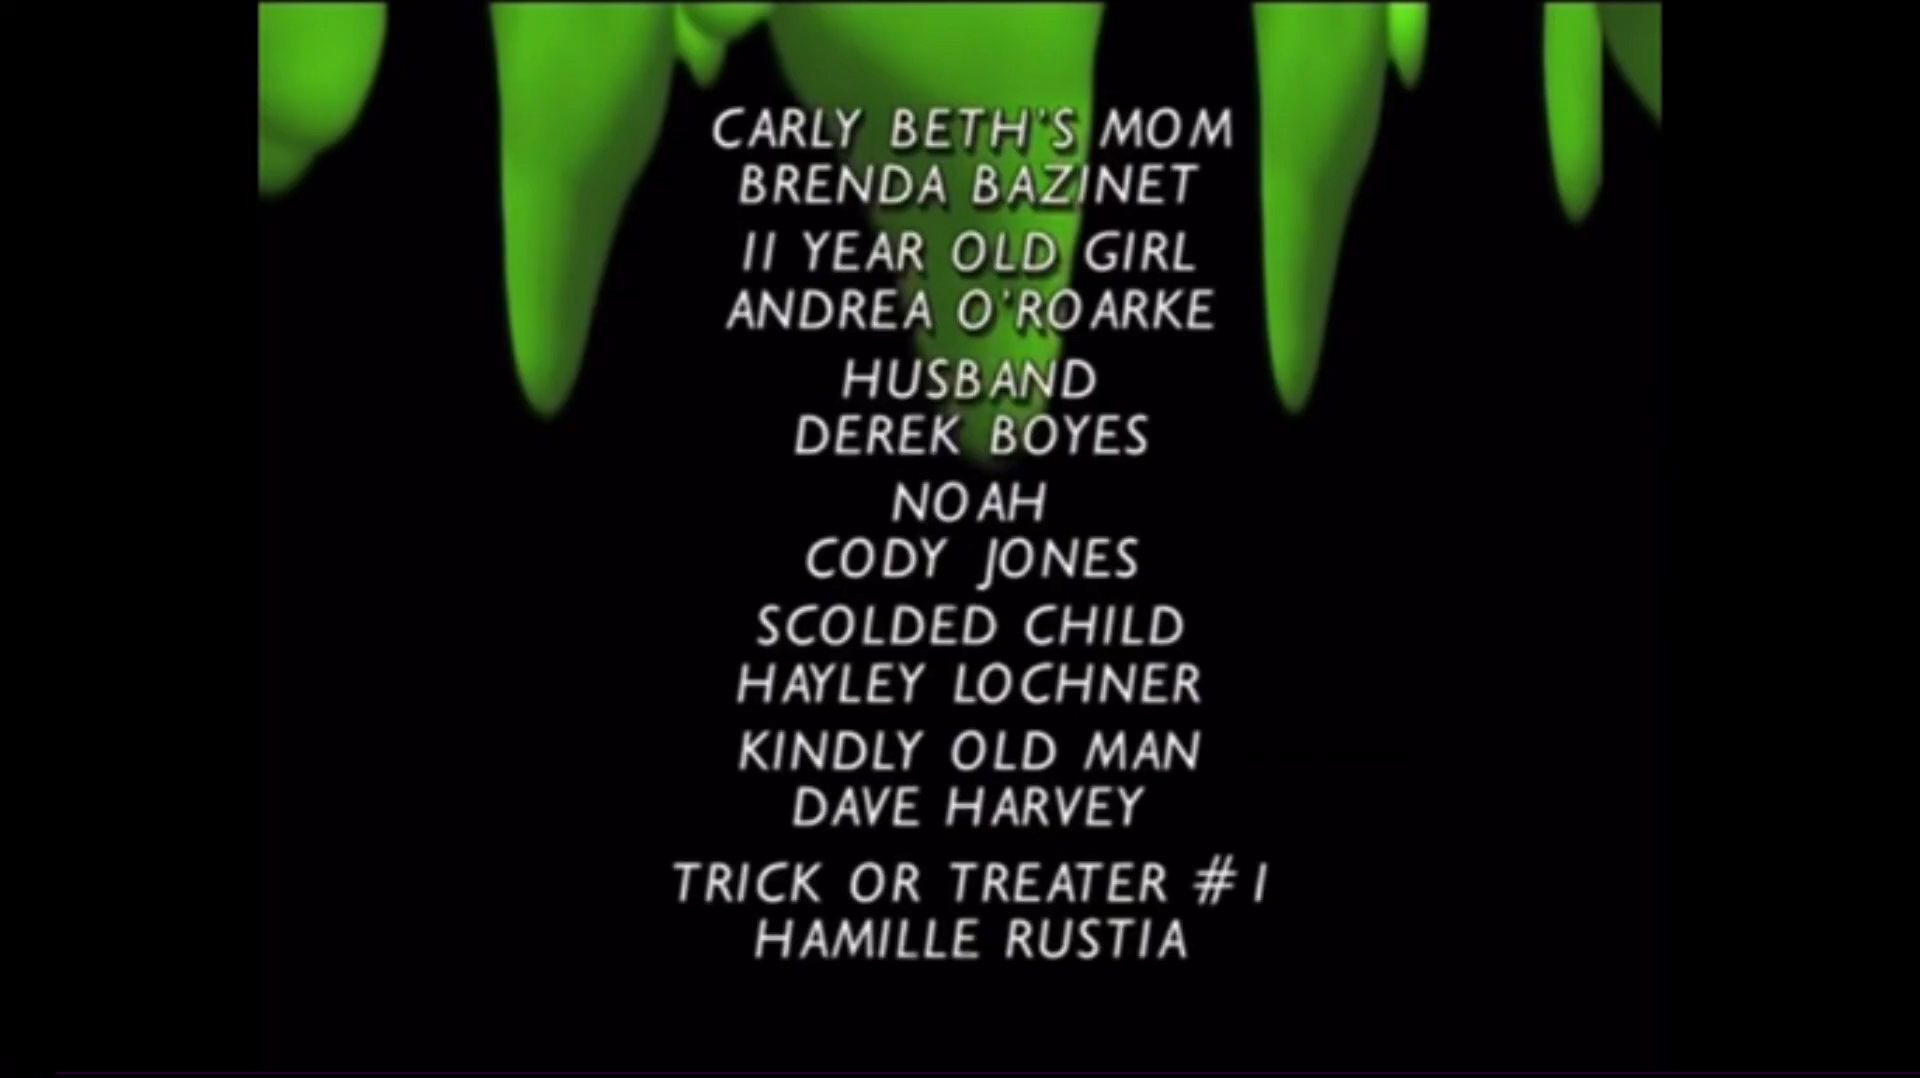 CARLY BETH'S MOM
BRENDA BAZINET
11 YEAR OLD GIRL
ANDREA O'ROARKE
HUSBAND
DEREK BOYES
NOAH
CODY JONES
SCOLDED CHILD
HAYLEY LOCHNER
KINDLY OLD MAN
DAVE HARVEY
TRICK OR TREATER #1
HAMILLE RUSTIA